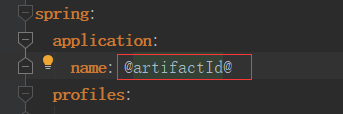 spring:
application:
name: @artifactId@
profiles: